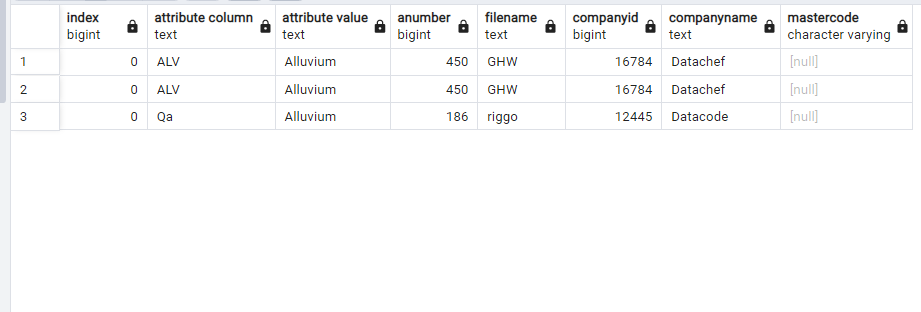 index attribute column attribute value anumber filename companyid companyname mastercode
bigint text text bigint text bigint text character varying
1 0 ALV Alluvium 450 GHW 16784 Datachef [null]
2 0 ALV Alluvium 450 GHW 16784 Datachef [null]
3 0 Qa Alluvium 186 riggo 12445 Datacode [null]